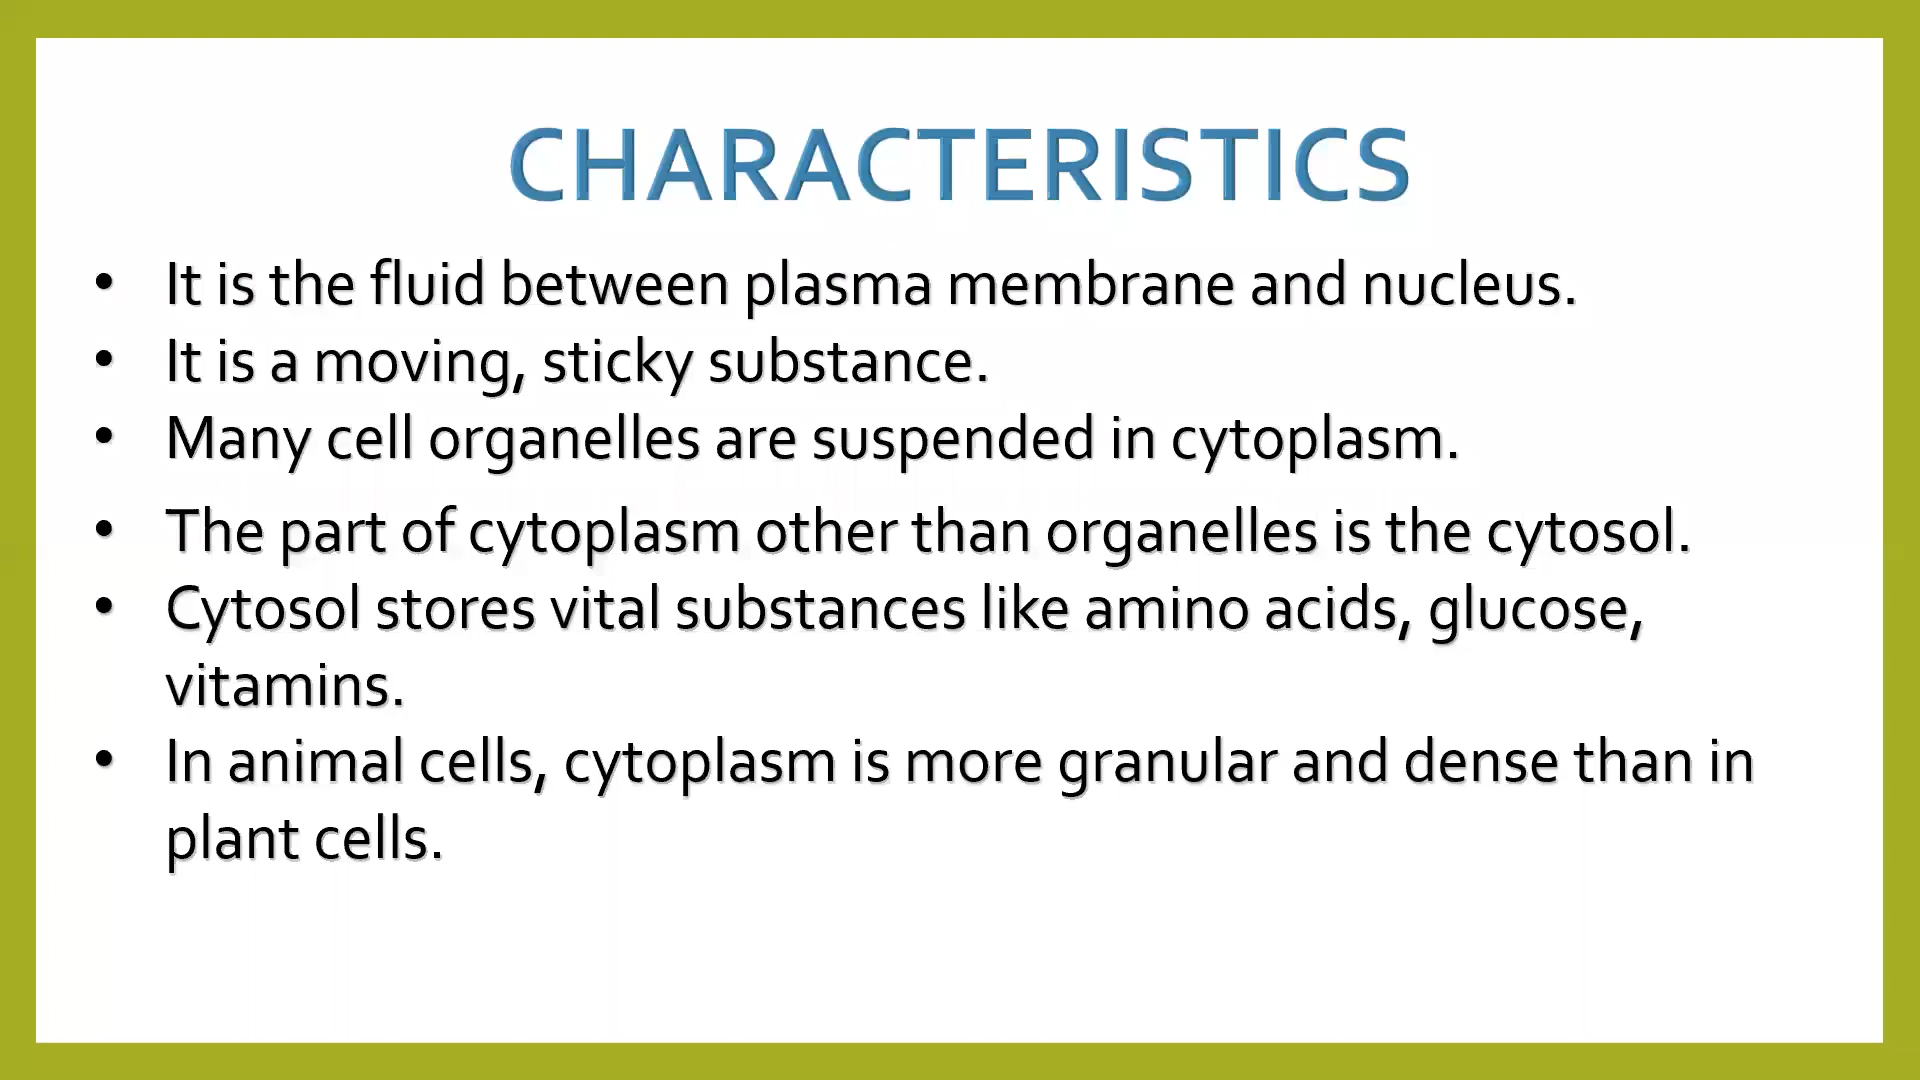 CHARACTERISTICS
• It is the fluid between plasma membrane and nucleus.
• It is a moving, sticky substance.
• Many cell organelles are suspended in cytoplasm.
• The part of cytoplasm other than organelles is the cytosol.
• Cytosol stores vital substances like amino acids, glucose,
vitamins.
• In animal cells, cytoplasm is more granular and dense than in
plant cells.